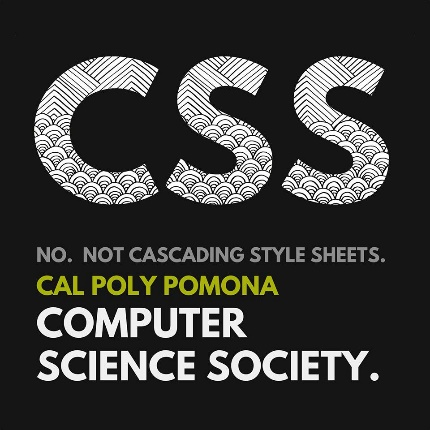 CSS
NO. NOT CASCADING STYLE SHEETS.
CAL POLY POMONA
COMPUTER
SCIENCE SOCIETY.